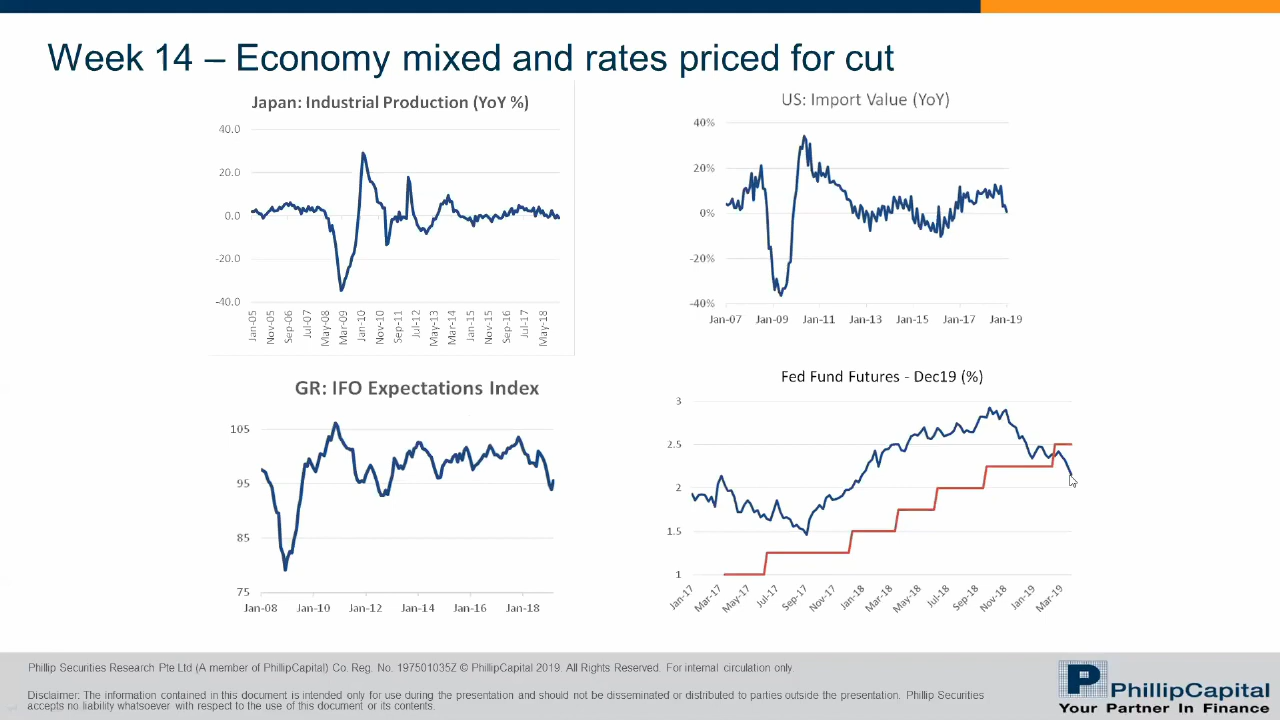 Week 14 – Economy mixed and rates priced for cut
Japan: Industrial Production (YoY %)
40.0
20.0
0.0
-20.0
-40.0
Jan-05
Nov-05
Sep-06
Jul-07
May-08
Mar-09
Jan-10
Nov-10
Sep-11
Jul-12
May-13
Mar-14
Jan-15
Nov-15
Sep-16
Jul-17
May-18
US: Import Value (YoY)
40%
20%
0%
-20%
-40%
Jan-07 Jan-09 Jan-11 Jan-13 Jan-15 Jan-17 Jan-19
GR: IFO Expectations Index
105
95
85
75
Jan-08 Jan-10 Jan-12 Jan-14 Jan-16 Jan-18
Fed Fund Futures - Dec19 (%)
3
2.5
2
1.5
1
Jan-17
Mar-17
May-17
Jul-17
Sep-17
Nov-17
Jan-18
Mar-18
May-18
Jul-18
Sep-18
Nov-18
Jan-19
Mar-19
Phillip Securities Research Pte Ltd (A member of PhillipCapital) Co. Reg. No. 197501035Z © PhillipCapital 2019. All Rights Reserved. For internal circulation only.
Disclaimer: The information contained in this document is intended only for use during the presentation and should not be disseminated or distributed to parties outside the presentation. Phillip Securities
accepts no liability whatsoever with respect to the use of this document or its contents.
P PhillipCapital
Your Partner In Finance